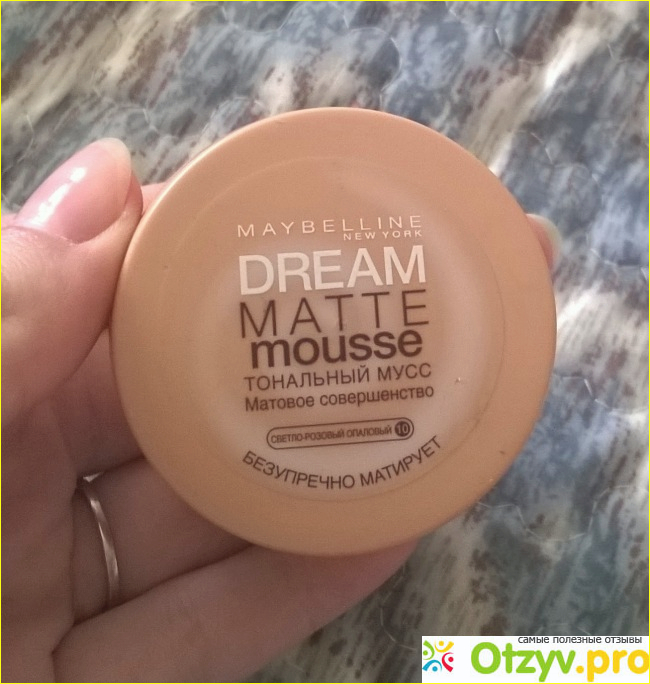 MAYBELLINE
NEW YORK
DREAM
MATTE
mousse
ТОНАЛЬНЫЙ МУСС
Матовое совершенство
СВЕТЛО-РОЗОВЫЙ ОПАЛОВЫЙ 10
БЕЗУПРЕЧНО МАТИРУЕТ
самые полезные отзывы
Otzyv.pro